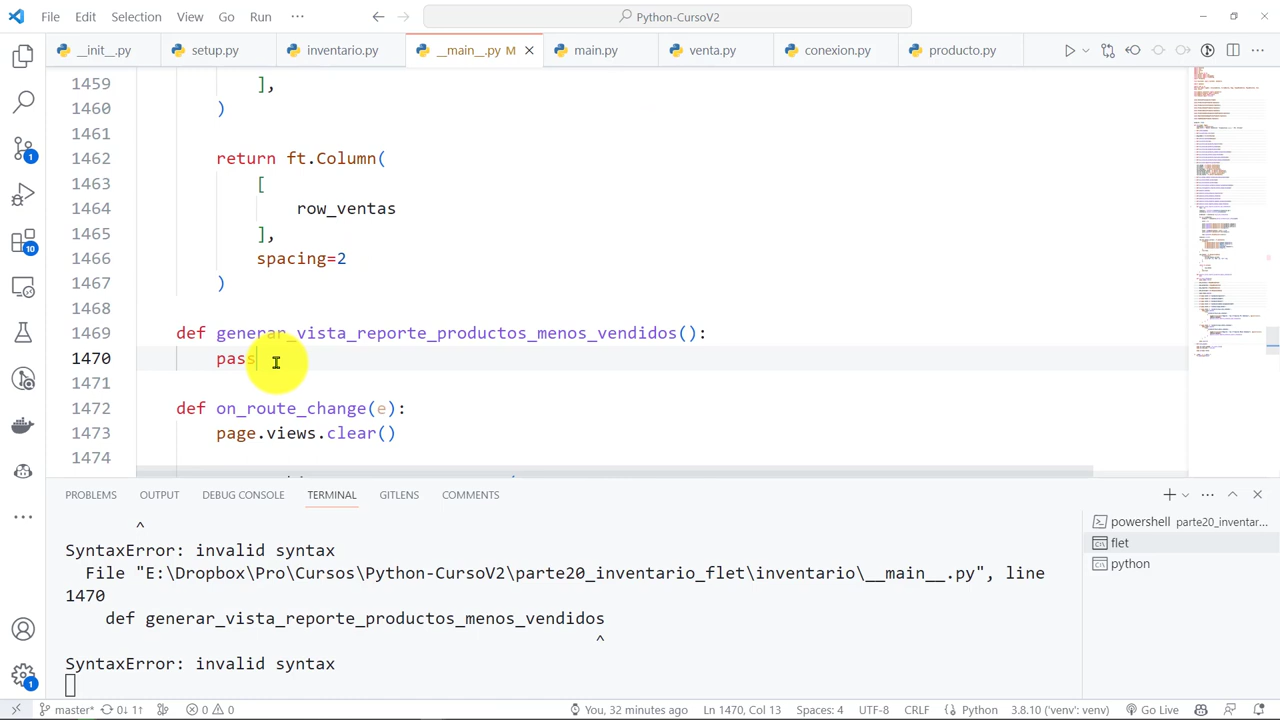 File Edit Selection View Go Run ···
Python-CursoV2
__init__.py setup.py inventario.py __main__.py M main.py venta.py conexion.py producto.py
1459 ],
1460 )
1461
1462 return ft.Column(
1463 [
1464
1465 ],
1466 spacing=2
1467 )
1468
1469 def
1470 pass
1471
1472 def on_route_change(e):
1473 page.views.clear()
1474
PROBLEMS OUTPUT DEBUG CONSOLE TERMINAL GITLENS COMMENTS
powershell parte20_inventar...
flet
python
^
SyntaxError: invalid syntax
File "E:\Dropbox\Pro\Cursos\Python-CursoV2\parte20_inventario_flet\inventario\__main__.py", line
1470
def generar_vista_reporte_productos_menos_vendidos
^
SyntaxError: invalid syntax
master* 0↓ 1↑ 0 0 You, 32 minutes ago Ln 1470, Col 13 Spaces: 4 UTF-8 CRLF Python 3.8.10 ('venv': venv) Go Live